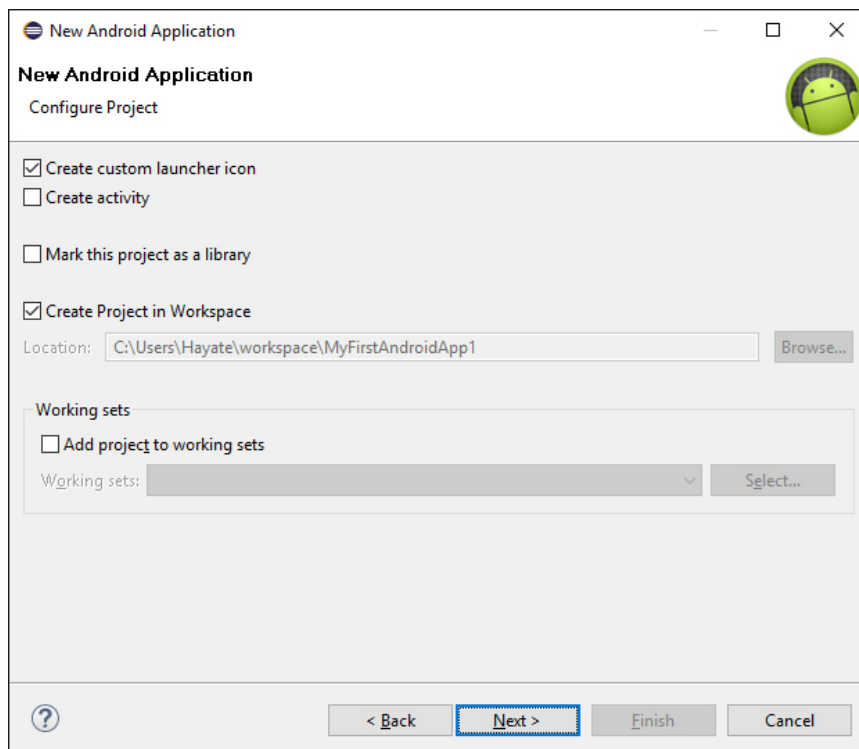 New Android Application
New Android Application
Configure Project
Create custom launcher icon
Create activity
Mark this project as a library
Create Project in Workspace
Location: C:\Users\Hayate\workspace\MyFirstAndroidApp1 Browse...
Working sets
Add project to working sets
Working sets: Select...
? < Back Next > Finish Cancel